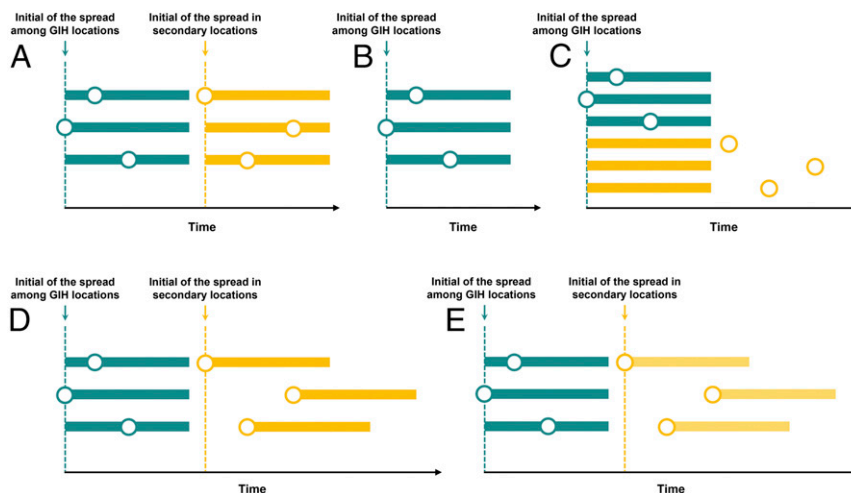 Initial of the spread
among GIH locations
Initial of the spread in
secondary locations
A
Time
Initial of the spread
among GIH locations
B
Time
Initial of the spread
among GIH locations
C
Time
Initial of the spread
among GIH locations
Initial of the spread in
secondary locations
D
Time
Initial of the spread
among GIH locations
Initial of the spread in
secondary locations
E
Time